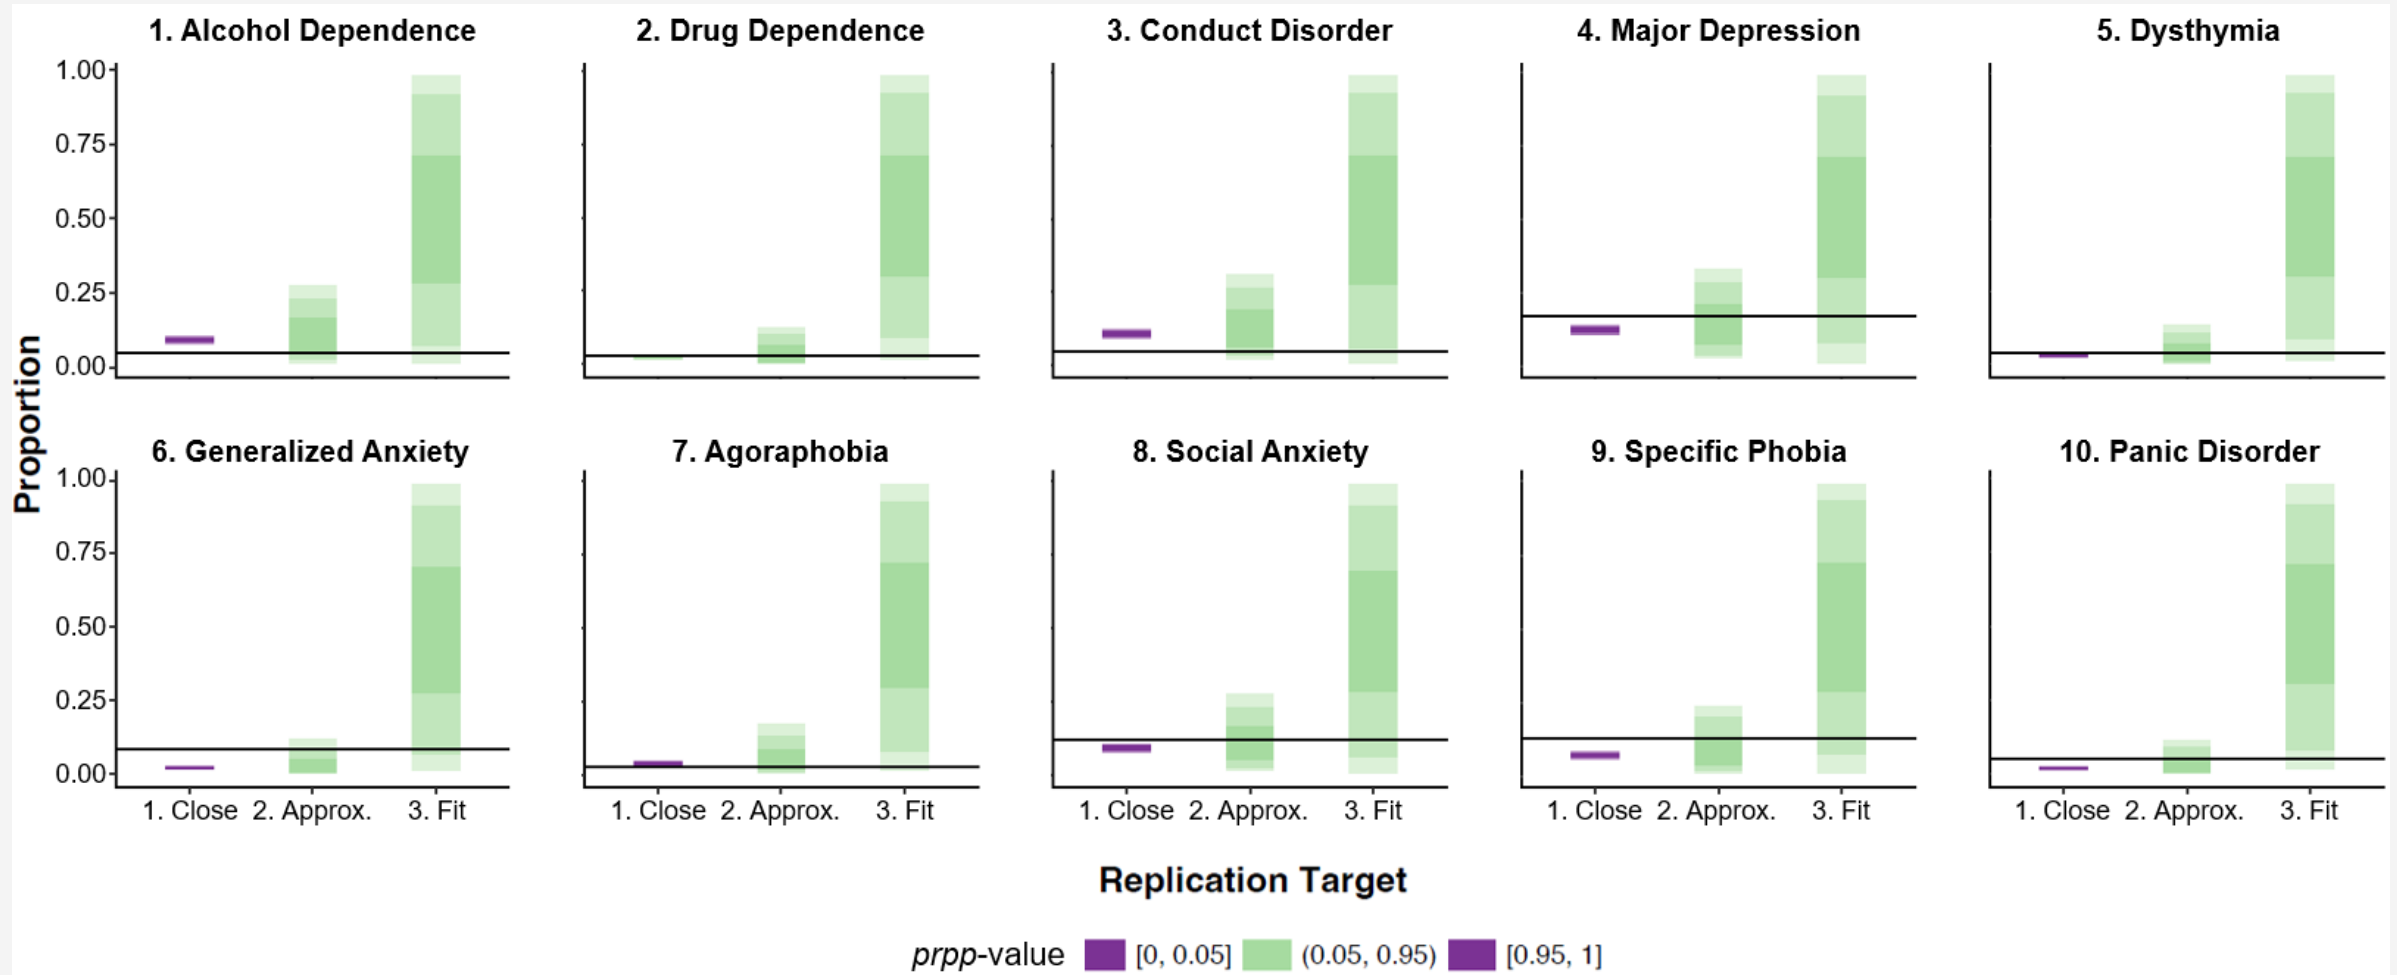 1. Alcohol Dependence 2. Drug Dependence 3. Conduct Disorder 4. Major Depression 5. Dysthymia
1.00
0.75
0.50
0.25
0.00
Proportion
6. Generalized Anxiety 7. Agoraphobia 8. Social Anxiety 9. Specific Phobia 10. Panic Disorder
1.00
0.75
0.50
0.25
0.00
1. Close 2. Approx. 3. Fit 1. Close 2. Approx. 3. Fit 1. Close 2. Approx. 3. Fit 1. Close 2. Approx. 3. Fit 1. Close 2. Approx. 3. Fit
Replication Target
prpp-value [0, 0.05] (0.05, 0.95) [0.95, 1]